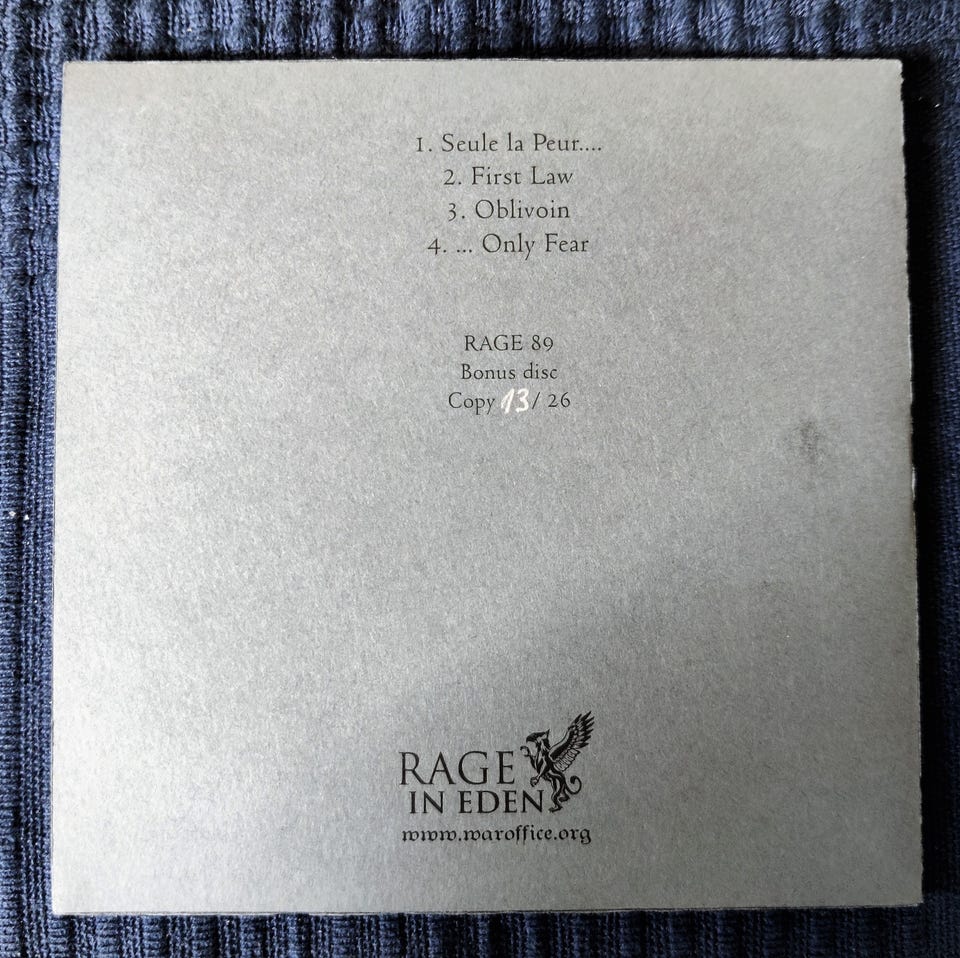 1. Seule la Peur....
2. First Law
3. Oblivoin
4. ... Only Fear
RAGE 89
Bonus disc
Copy 13 / 26
RAGE
IN EDEN
www.waroffice.org